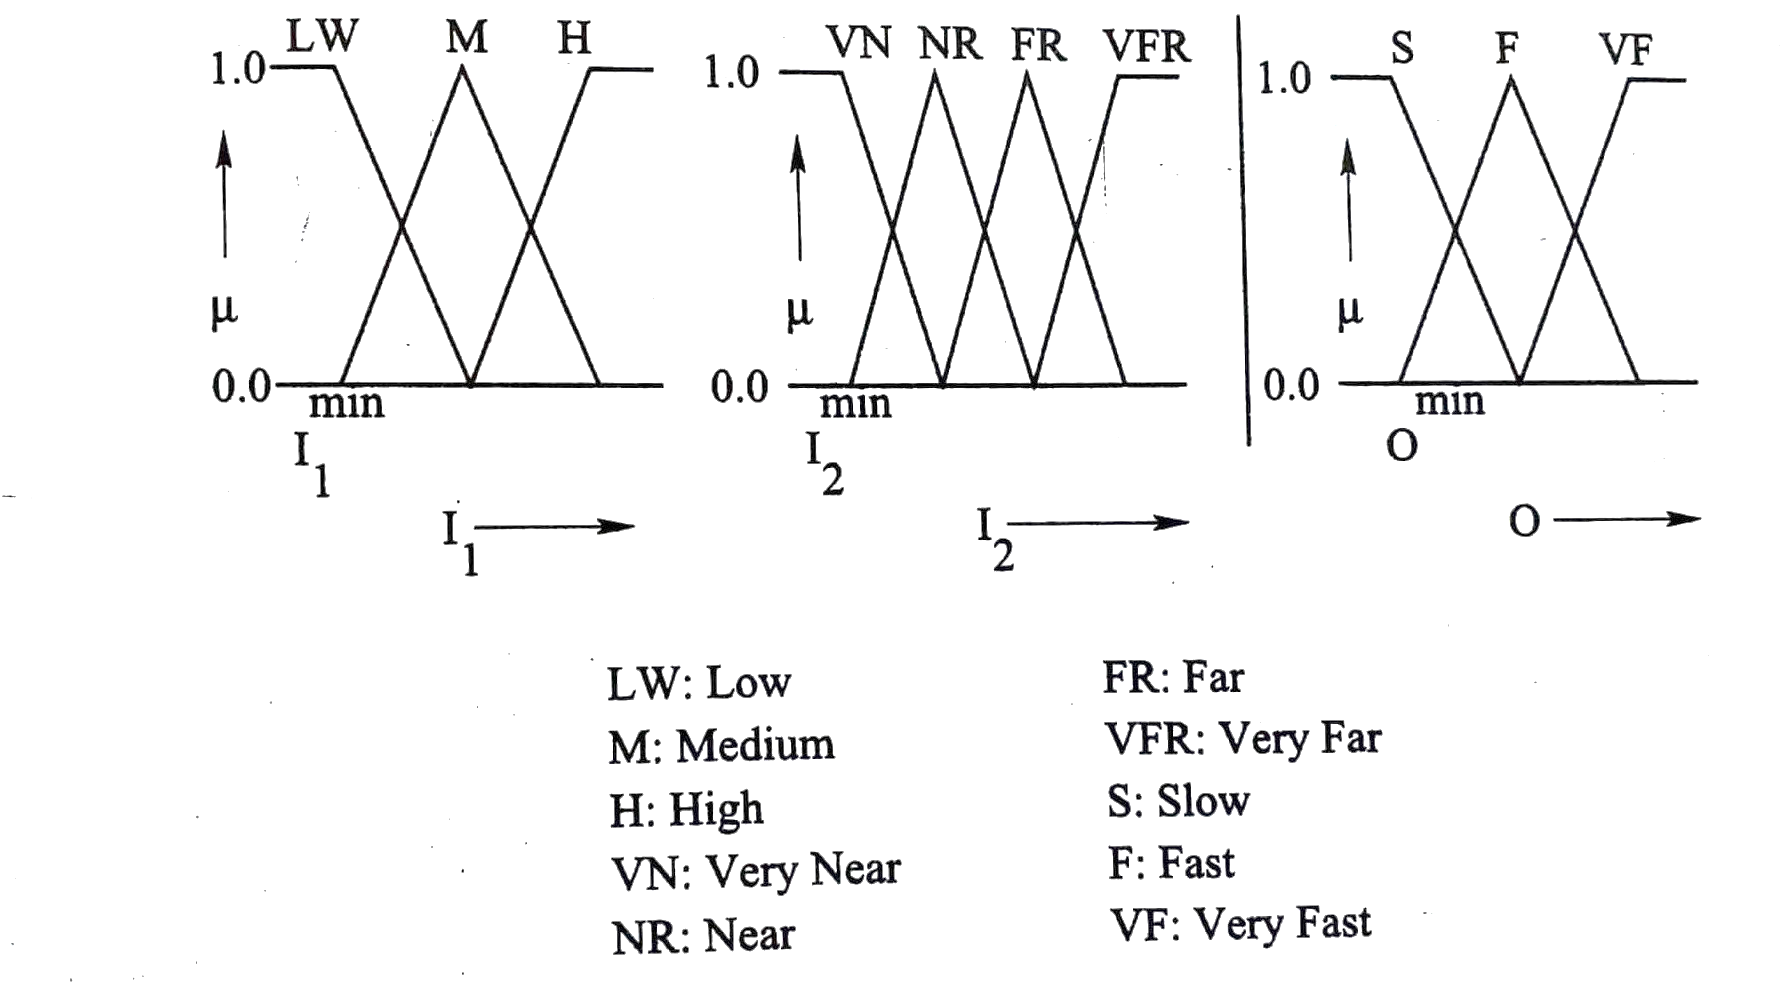 LW M H
1.0
μ
0.0
min
I1
I1
VN NR FR VFR
1.0
μ
0.0
min
I2
I2
S F VF
1.0
μ
0.0
min
O
O
LW: Low
M: Medium
H: High
VN: Very Near
NR: Near
FR: Far
VFR: Very Far
S: Slow
F: Fast
VF: Very Fast